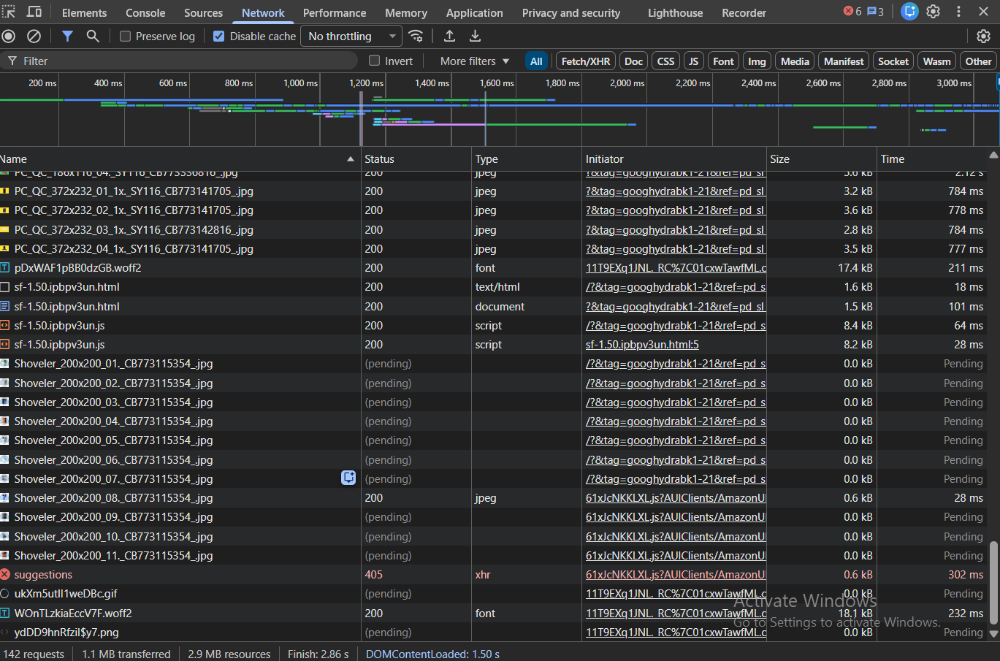 Elements Console Sources Network Performance Memory Application Privacy and security Lighthouse Recorder 6 3
Preserve log Disable cache No throttling
Filter Invert More filters All Fetch/XHR Doc CSS JS Font Img Media Manifest Socket Wasm Other
200 ms 400 ms 600 ms 800 ms 1,000 ms 1,200 ms 1,400 ms 1,600 ms 1,800 ms 2,000 ms 2,200 ms 2,400 ms 2,600 ms 2,800 ms 3,000 ms
Name Status Type Initiator Size Time
PC_QC_186x116_04._SY116_CB773336816_.jpg 200 jpeg ?&tag=googhydrabk1-21&ref=pd_sl 5.6 kB 2.12 s
PC_QC_372x232_01_1x._SY116_CB773141705_.jpg 200 jpeg ?&tag=googhydrabk1-21&ref=pd_sl 3.2 kB 784 ms
PC_QC_372x232_02_1x._SY116_CB773141705_.jpg 200 jpeg ?&tag=googhydrabk1-21&ref=pd_sl 3.6 kB 778 ms
PC_QC_372x232_03_1x._SY116_CB773142816_.jpg 200 jpeg ?&tag=googhydrabk1-21&ref=pd_sl 2.8 kB 784 ms
PC_QC_372x232_04_1x._SY116_CB773141705_.jpg 200 jpeg ?&tag=googhydrabk1-21&ref=pd_sl 3.5 kB 777 ms
pDxWAF1pBB0dzGB.woff2 200 font 11T9EXq1JNL._RC%7C01cxwTawfML.c 17.4 kB 211 ms
sf-1.50.ipbpv3un.html 200 text/html /?&tag=googhydrabk1-21&ref=pd_s 1.6 kB 18 ms
sf-1.50.ipbpv3un.html 200 document ?&tag=googhydrabk1-21&ref=pd_sl 1.5 kB 101 ms
sf-1.50.ipbpv3un.js 200 script /?&tag=googhydrabk1-21&ref=pd_s 8.4 kB 64 ms
sf-1.50.ipbpv3un.js 200 script sf-1.50.ipbpv3un.html:5 8.2 kB 28 ms
Shoveler_200x200_01._CB773115354_.jpg (pending) /?&tag=googhydrabk1-21&ref=pd_s 0.0 kB Pending
Shoveler_200x200_02._CB773115354_.jpg (pending) /?&tag=googhydrabk1-21&ref=pd_s 0.0 kB Pending
Shoveler_200x200_03._CB773115354_.jpg (pending) /?&tag=googhydrabk1-21&ref=pd_s 0.0 kB Pending
Shoveler_200x200_04._CB773115354_.jpg (pending) /?&tag=googhydrabk1-21&ref=pd_s 0.0 kB Pending
Shoveler_200x200_05._CB773115354_.jpg (pending) /?&tag=googhydrabk1-21&ref=pd_s 0.0 kB Pending
Shoveler_200x200_06._CB773115354_.jpg (pending) /?&tag=googhydrabk1-21&ref=pd_s 0.0 kB Pending
Shoveler_200x200_07._CB773115354_.jpg (pending) /?&tag=googhydrabk1-21&ref=pd_s 0.0 kB Pending
Shoveler_200x200_08._CB773115354_.jpg 200 jpeg 61xJcNKKLXL.js?AUIClients/AmazonUI 0.6 kB 28 ms
Shoveler_200x200_09._CB773115354_.jpg (pending) 61xJcNKKLXL.js?AUIClients/AmazonUI 0.0 kB Pending
Shoveler_200x200_10._CB773115354_.jpg (pending) 61xJcNKKLXL.js?AUIClients/AmazonUI 0.0 kB Pending
Shoveler_200x200_11._CB773115354_.jpg (pending) 61xJcNKKLXL.js?AUIClients/AmazonUI 0.0 kB Pending
suggestions 405 xhr 61xJcNKKLXL.js?AUIClients/AmazonUI 0.6 kB 302 ms
ukXm5utII1weDBc.gif (pending) 11T9EXq1JNL._RC%7C01cxwTawfML.c 0.0 kB Pending
WOnTLzkiaEccV7F.woff2 200 font 11T9EXq1JNL._RC%7C01cxwTawfML.c 18.1 kB 232 ms
ydDD9hnRfziI$y7.png (pending) 11T9EXq1JNL._RC%7C01cxwTawfML.c 0.0 kB Pending
Activate Windows
Go to Settings to activate Windows.
142 requests 1.1 MB transferred 2.9 MB resources Finish: 2.86 s DOMContentLoaded: 1.50 s